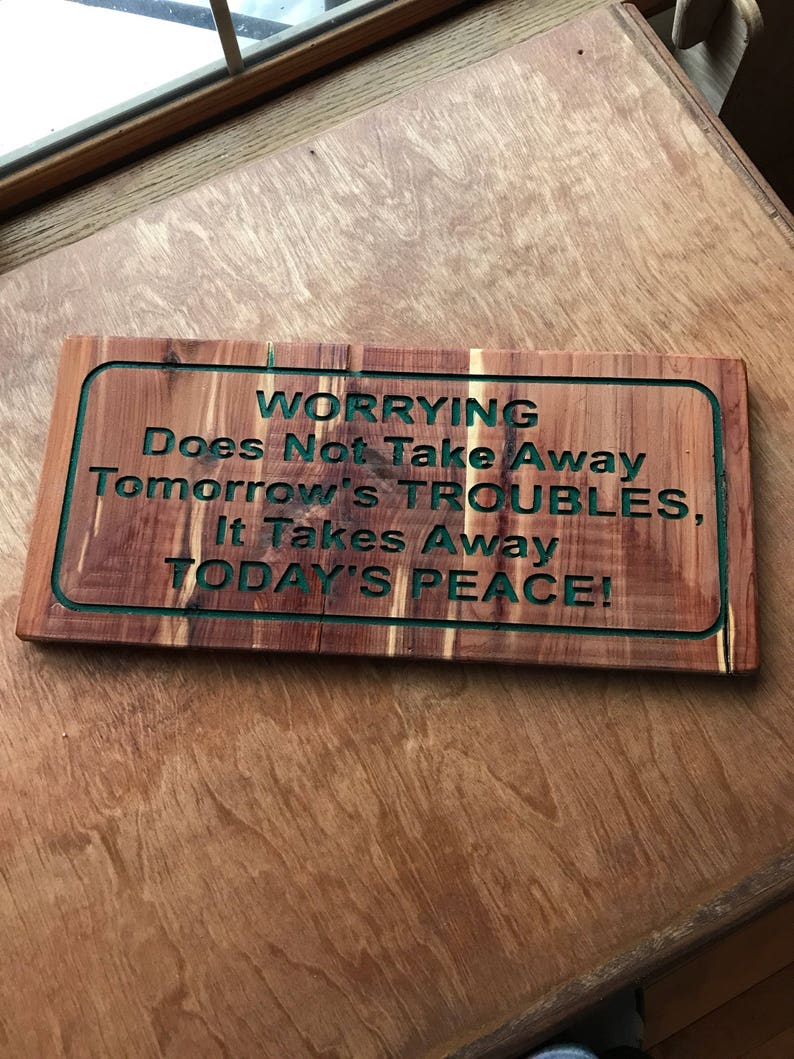 WORRYING
Does Not Take Away
Tomorrow's TROUBLES,
It Takes Away
TODAY'S PEACE!